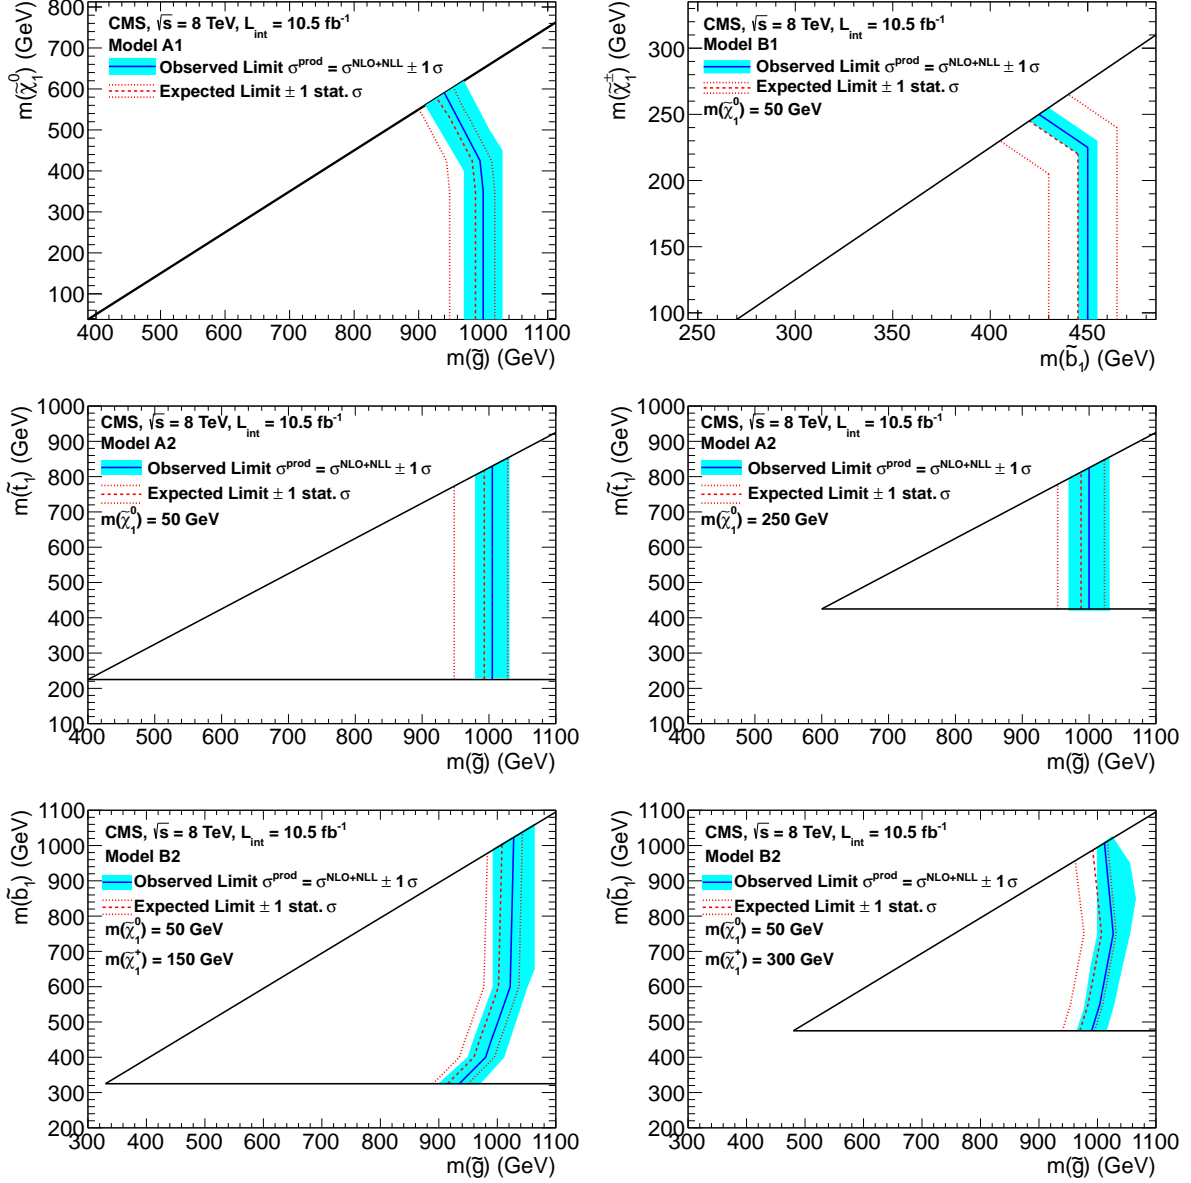 CMS, √s = 8 TeV, L_int = 10.5 fb⁻¹
Model A1
Observed Limit σ^prod = σ^NLO+NLL ± 1 σ
Expected Limit ± 1 stat. σ
m(χ̃₁⁰) (GeV)
800
700
600
500
400
300
200
100
400 500 600 700 800 900 1000 1100
m(g̃) (GeV)
CMS, √s = 8 TeV, L_int = 10.5 fb⁻¹
Model B1
Observed Limit σ^prod = σ^NLO+NLL ± 1 σ
Expected Limit ± 1 stat. σ
m(χ̃₁⁰) = 50 GeV
m(χ̃₁±) (GeV)
300
250
200
150
100
250 300 350 400 450
m(b̃₁) (GeV)
CMS, √s = 8 TeV, L_int = 10.5 fb⁻¹
Model A2
Observed Limit σ^prod = σ^NLO+NLL ± 1 σ
Expected Limit ± 1 stat. σ
m(χ̃₁⁰) = 50 GeV
m(t̃₁) (GeV)
1000
900
800
700
600
500
400
300
200
100
400 500 600 700 800 900 1000 1100
m(g̃) (GeV)
CMS, √s = 8 TeV, L_int = 10.5 fb⁻¹
Model A2
Observed Limit σ^prod = σ^NLO+NLL ± 1 σ
Expected Limit ± 1 stat. σ
m(χ̃₁⁰) = 250 GeV
m(t̃₁) (GeV)
1000
900
800
700
600
500
400
300
200
100
400 500 600 700 800 900 1000 1100
m(g̃) (GeV)
CMS, √s = 8 TeV, L_int = 10.5 fb⁻¹
Model B2
Observed Limit σ^prod = σ^NLO+NLL ± 1 σ
Expected Limit ± 1 stat. σ
m(χ̃₁⁰) = 50 GeV
m(χ̃₁⁺) = 150 GeV
m(b̃₁) (GeV)
1100
1000
900
800
700
600
500
400
300
200
300 400 500 600 700 800 900 1000 1100
m(g̃) (GeV)
CMS, √s = 8 TeV, L_int = 10.5 fb⁻¹
Model B2
Observed Limit σ^prod = σ^NLO+NLL ± 1 σ
Expected Limit ± 1 stat. σ
m(χ̃₁⁰) = 50 GeV
m(χ̃₁⁺) = 300 GeV
m(b̃₁) (GeV)
1100
1000
900
800
700
600
500
400
300
200
300 400 500 600 700 800 900 1000 1100
m(g̃) (GeV)